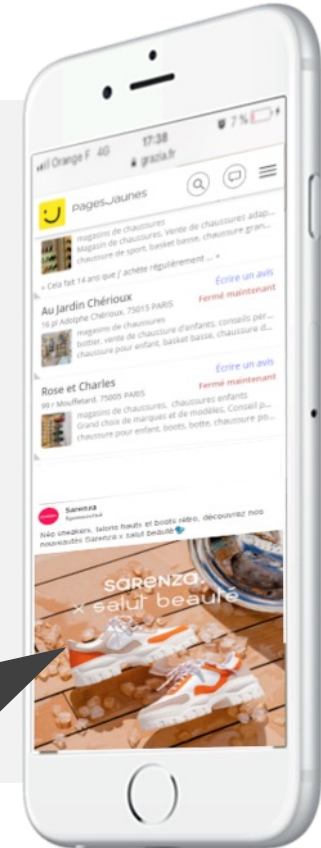 Orange F 4G 17:38 7 %
grazia.fr
PagesJaunes
magasins de chaussures
Magasin de chaussures, Vente de chaussures adap...
chaussure de sport, basket basse, chaussure gran...
« Cela fait 14 ans que j' achète régulièrement ... »
Au Jardin Chérioux Écrire un avis
16 pl Adolphe Chérioux, 75015 PARIS Fermé maintenant
magasins de chaussures
bottier, vente de chaussure d'enfants, conseils per...
chaussure pour enfant, basket basse, chaussure d...
Rose et Charles Écrire un avis
99 r Mouffetard, 75005 PARIS Fermé maintenant
magasins de chaussures, chaussures enfants
Grand choix de marques et de modèles, Conseil p...
chaussure pour enfant, boots, botte, chaussure po...
Sarenza
Sponsorisé
Néo sneakers, talons hauts et boots rétro, découvrez nos
nouveautés Sarenza x salut beauté
sarenza.
x salut beauté